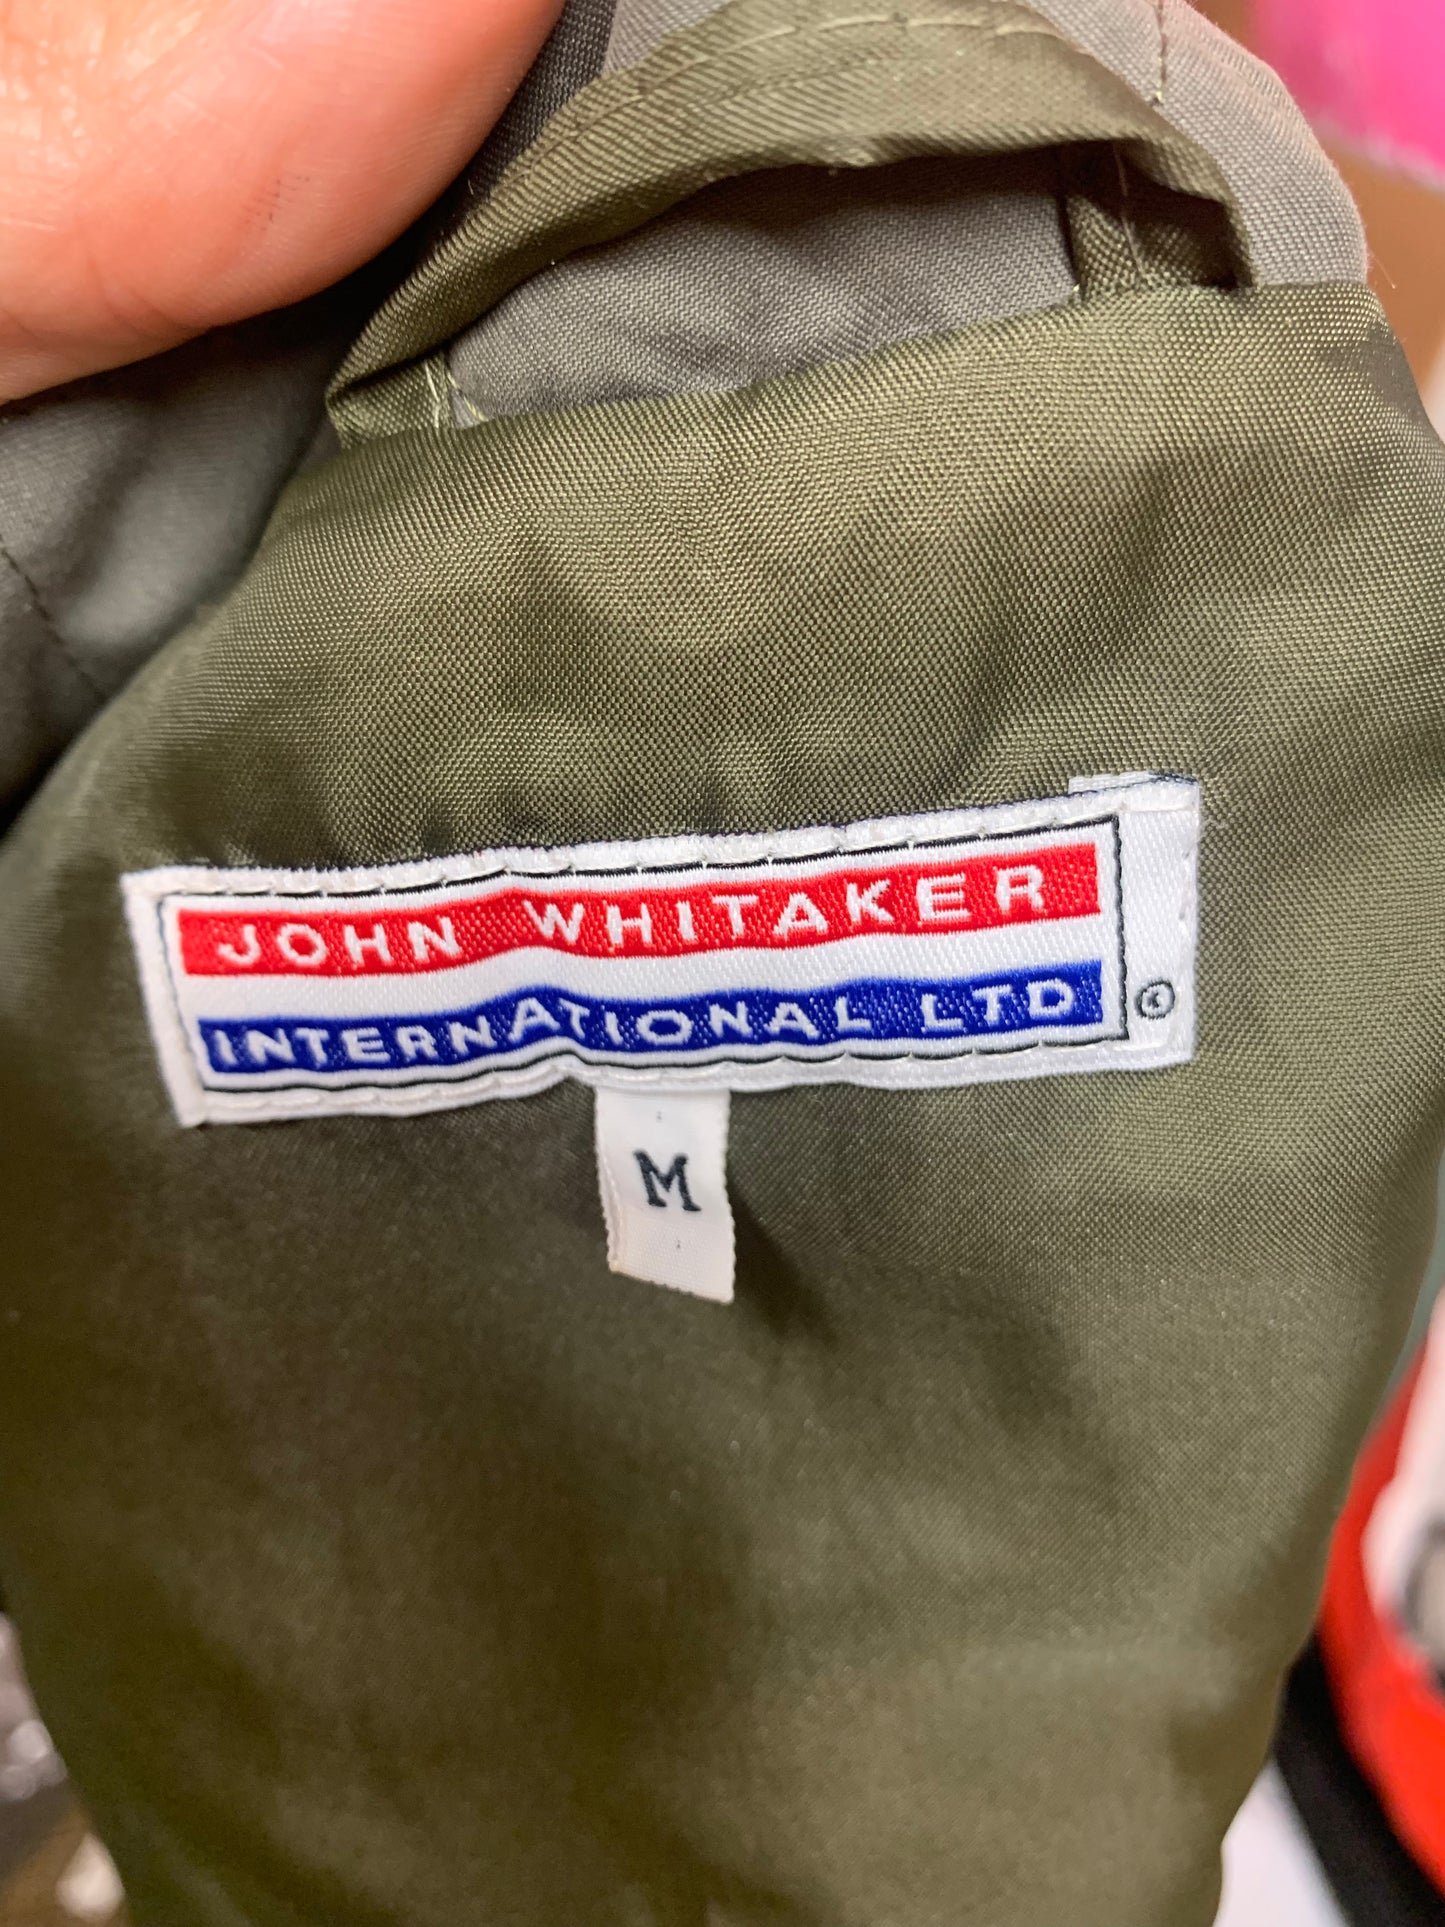 JOHN WHITAKER
INTERNATIONAL LTD
©
M